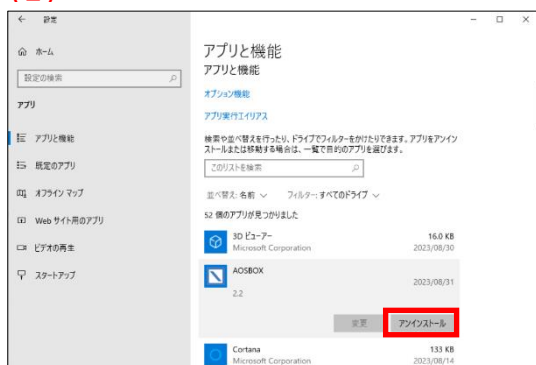 設定
ホーム
設定の検索
アプリ
アプリと機能
既定のアプリ
オフライン マップ
Web サイト用のアプリ
ビデオの再生
スタートアップ
アプリと機能
アプリと機能
オプション機能
アプリ実行エイリアス
検索や並べ替えを行ったり、ドライブでフィルターをかけたりできます。アプリをアンイン
ストールまたは移動する場合は、一覧で目的のアプリを選びます。
このリストを検索
並べ替え: 名前 フィルター: すべてのドライブ
52 個のアプリが見つかりました
3D ビューアー 16.0 KB
Microsoft Corporation 2023/08/30
AOSBOX 2023/08/31
2.2
変更 アンインストール
Cortana 133 KB
Microsoft Corporation 2023/08/14